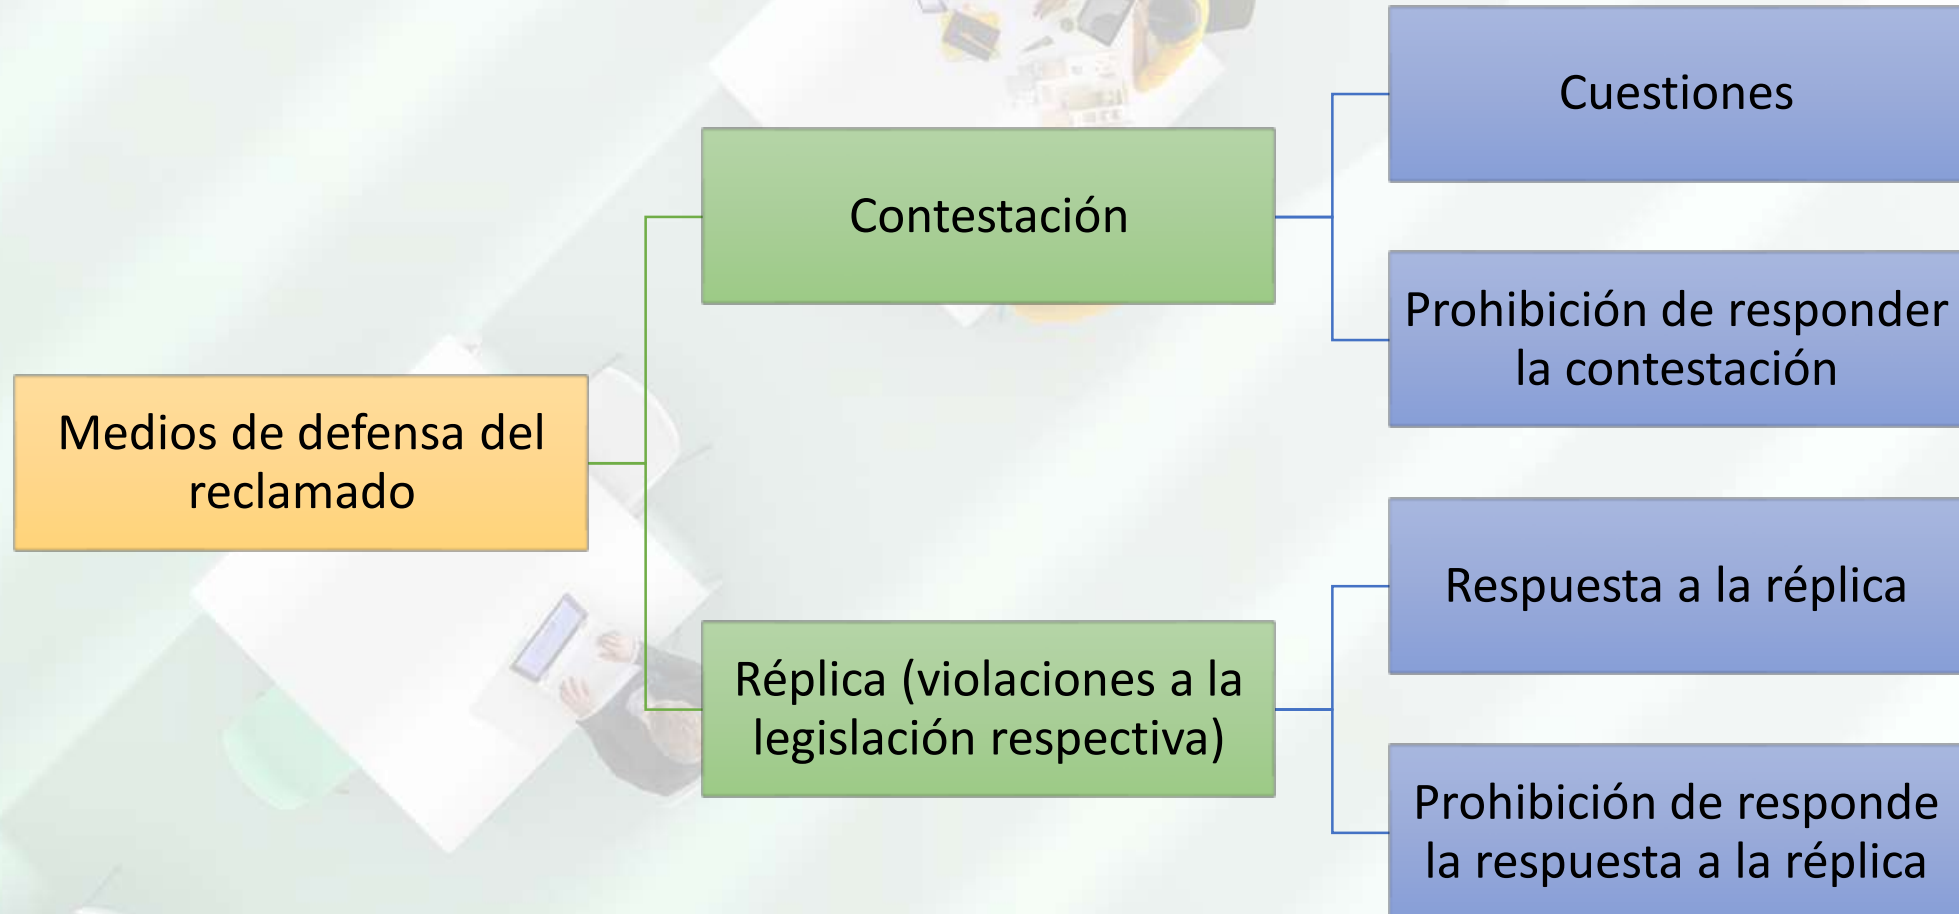 Medios de defensa del
reclamado
Contestación
Cuestiones
Prohibición de responder
la contestación
Réplica (violaciones a la
legislación respectiva)
Respuesta a la réplica
Prohibición de responde
la respuesta a la réplica